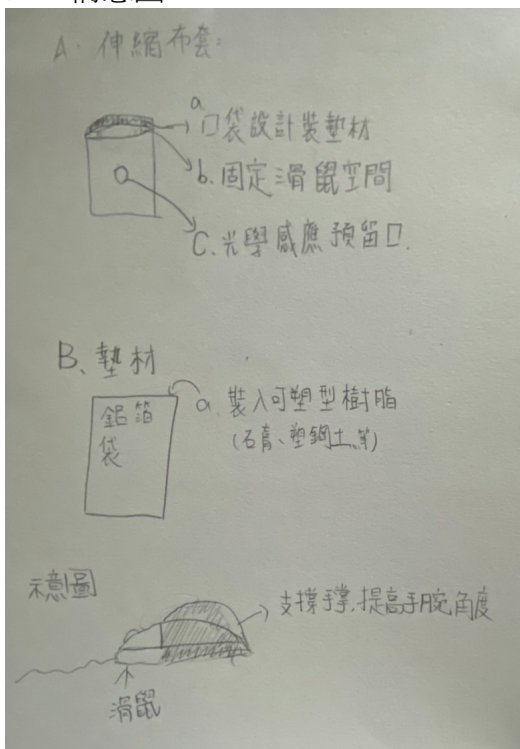 A. 伸縮布套:
a 口袋設計裝墊材
b. 固定滑鼠空間
C. 光學感應預留口.
B、墊材
鋁箔
袋
a. 裝入可塑型樹脂
(石膏、塑鋼土等)
示意圖
支撐手掌,提高手腕角度
滑鼠